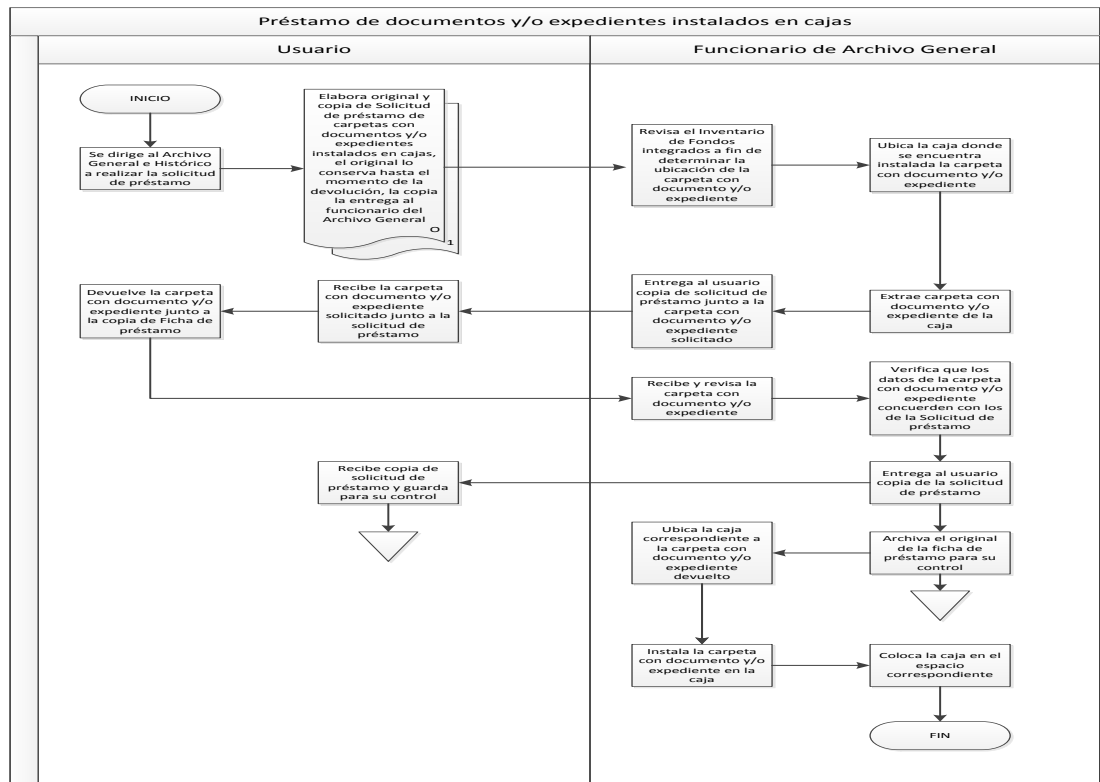 Préstamo de documentos y/o expedientes instalados en cajas
Usuario
Funcionario de Archivo General
INICIO
Se dirige al Archivo
General e Histórico
a realizar la solicitud
de préstamo
Elabora original y
copia de Solicitud
de préstamo de
carpetas con
documentos y/o
expedientes
instalados en cajas,
el original lo
conserva hasta el
momento de la
devolución, la copia
la entrega al
funcionario del
Archivo General
O
1
Revisa el Inventario
de Fondos
integrados a fin de
determinar la
ubicación de la
carpeta con
documento y/o
expediente
Ubica la caja donde
se encuentra
instalada la carpeta
con documento y/o
expediente
Extrae carpeta con
documento y/o
expediente de la
caja
Entrega al usuario
copia de solicitud de
préstamo junto a la
carpeta con
documento y/o
expediente
solicitado
Recibe la carpeta
con documento y/o
expediente
solicitado junto a la
solicitud de
préstamo
Devuelve la carpeta
con documento y/o
expediente junto a
la copia de Ficha de
préstamo
Recibe y revisa la
carpeta con
documento y/o
expediente
Verifica que los
datos de la carpeta
con documento y/o
expediente
concuerden con los
de la Solicitud de
préstamo
Entrega al usuario
copia de la solicitud
de préstamo
Recibe copia de
solicitud de
préstamo y guarda
para su control
Archiva el original
de la ficha de
préstamo para su
control
Ubica la caja
correspondiente a
la carpeta con
documento y/o
expediente
devuelto
Instala la carpeta
con documento y/o
expediente en la
caja
Coloca la caja en el
espacio
correspondiente
FIN